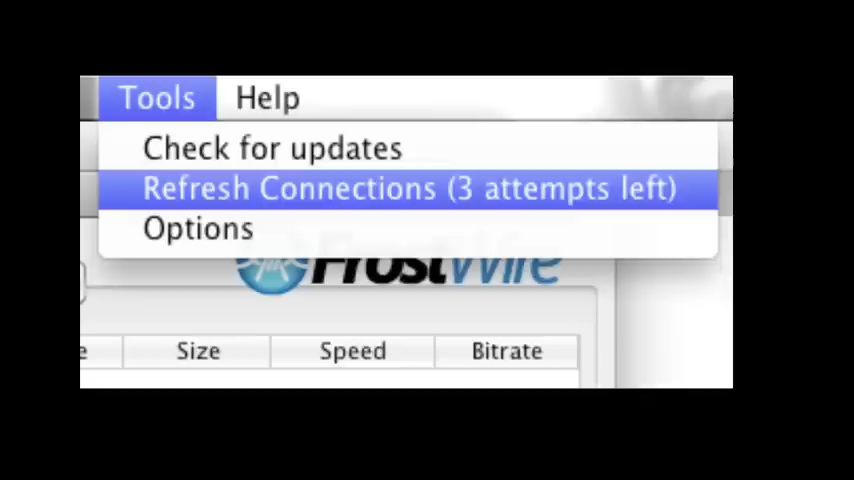 Tools Help
Check for updates
Refresh Connections (3 attempts left)
Options
FrostWire
e Size Speed Bitrate